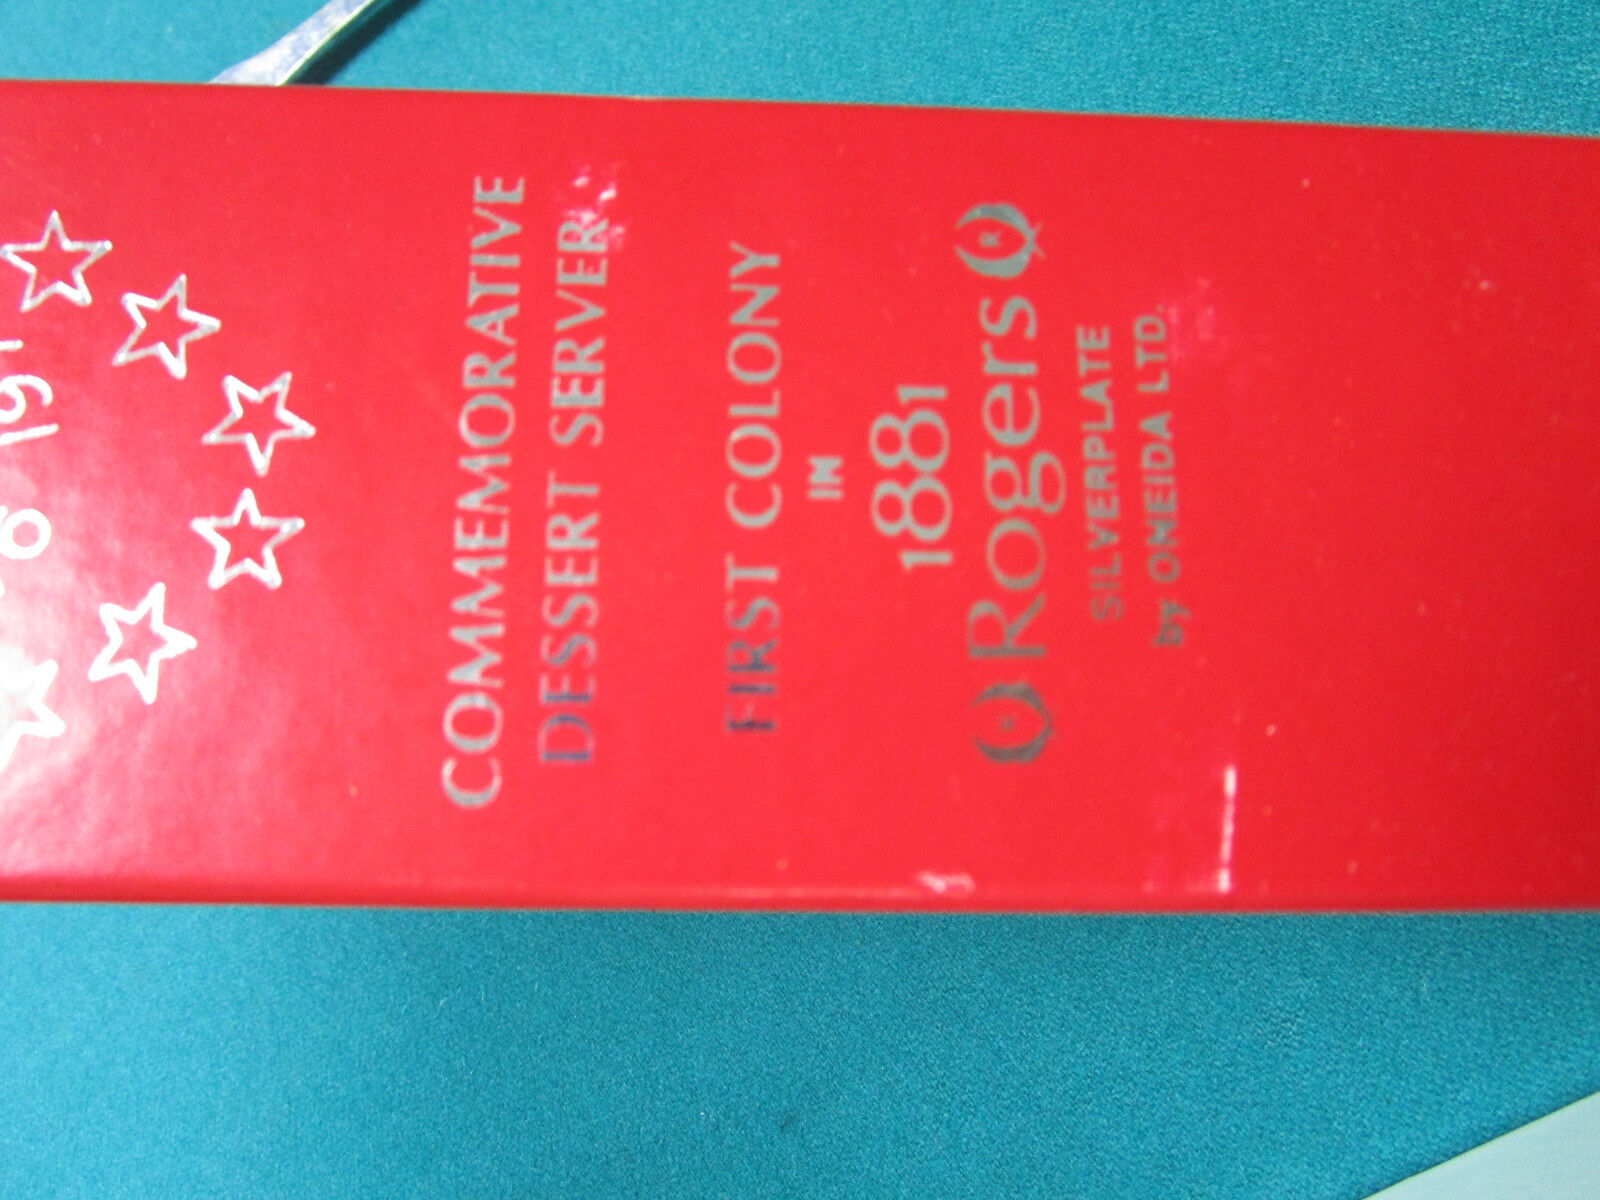 COMMEMORATIVE
DESSERT SERVER
FIRST COLONY
IN
1881
Rogers
SILVERPLATE
by ONEIDA LTD.